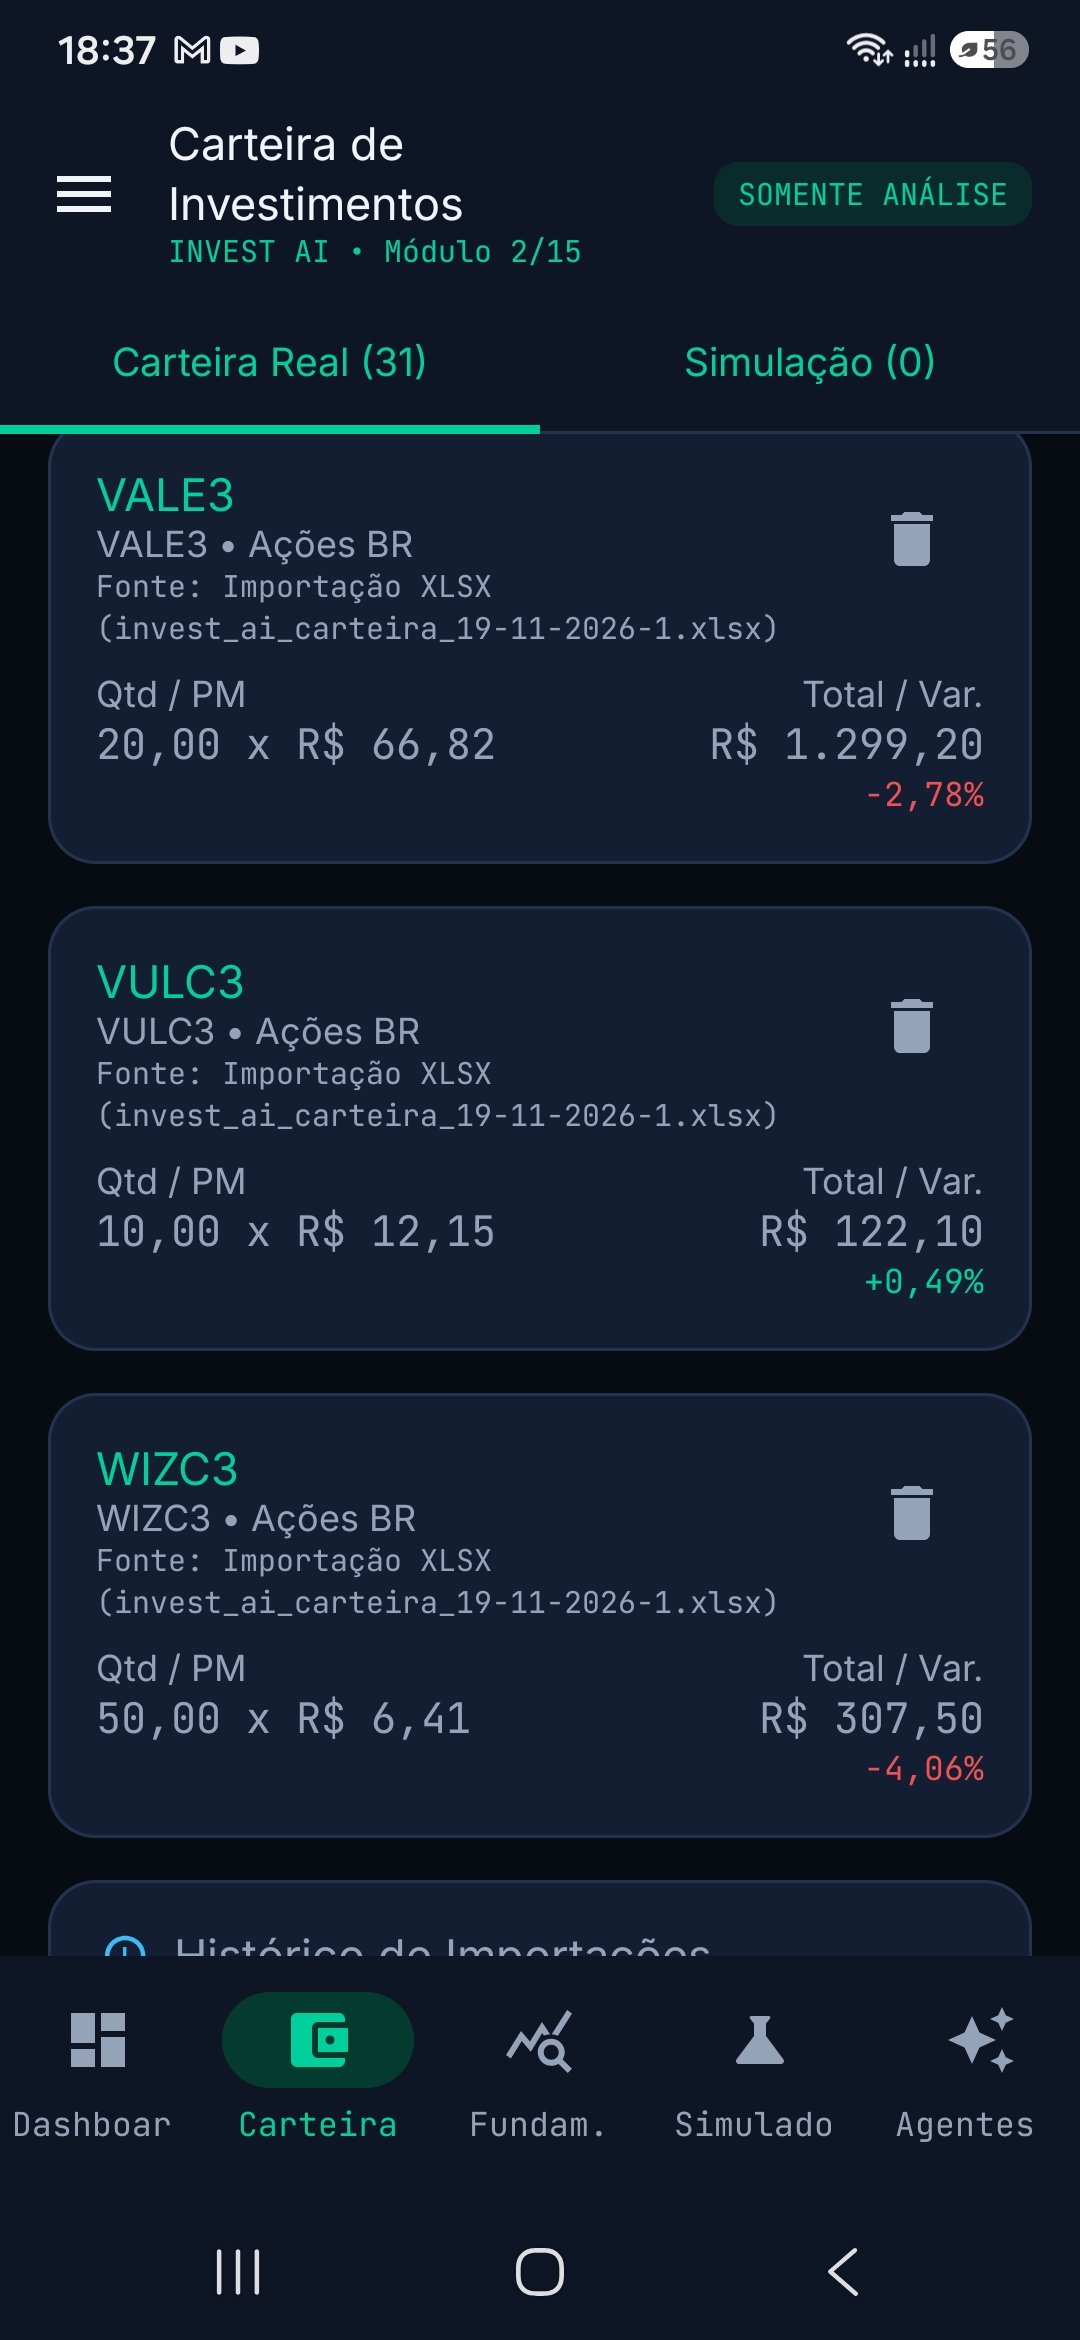 18:37
56
Carteira de
Investimentos
INVEST AI • Módulo 2/15
SOMENTE ANÁLISE
Carteira Real (31)
Simulação (0)
VALE3
VALE3 • Ações BR
Fonte: Importação XLSX
(invest_ai_carteira_19-11-2026-1.xlsx)
Qtd / PM
Total / Var.
20,00 x R$ 66,82
R$ 1.299,20
-2,78%
VULC3
VULC3 • Ações BR
Fonte: Importação XLSX
(invest_ai_carteira_19-11-2026-1.xlsx)
Qtd / PM
Total / Var.
10,00 x R$ 12,15
R$ 122,10
+0,49%
WIZC3
WIZC3 • Ações BR
Fonte: Importação XLSX
(invest_ai_carteira_19-11-2026-1.xlsx)
Qtd / PM
Total / Var.
50,00 x R$ 6,41
R$ 307,50
-4,06%
Histórico de Importações
Dashboar
Carteira
Fundam.
Simulado
Agentes